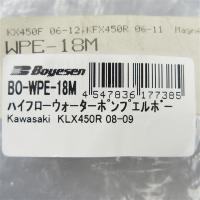 KX450F 06-12,KFX450R 06-11 Magne
WPE-18M
Boyesen
BO-WPE-18M
4 547836 177385
ハイフローウォーターポンプエルボー
Kawasaki KLX450R 08-09